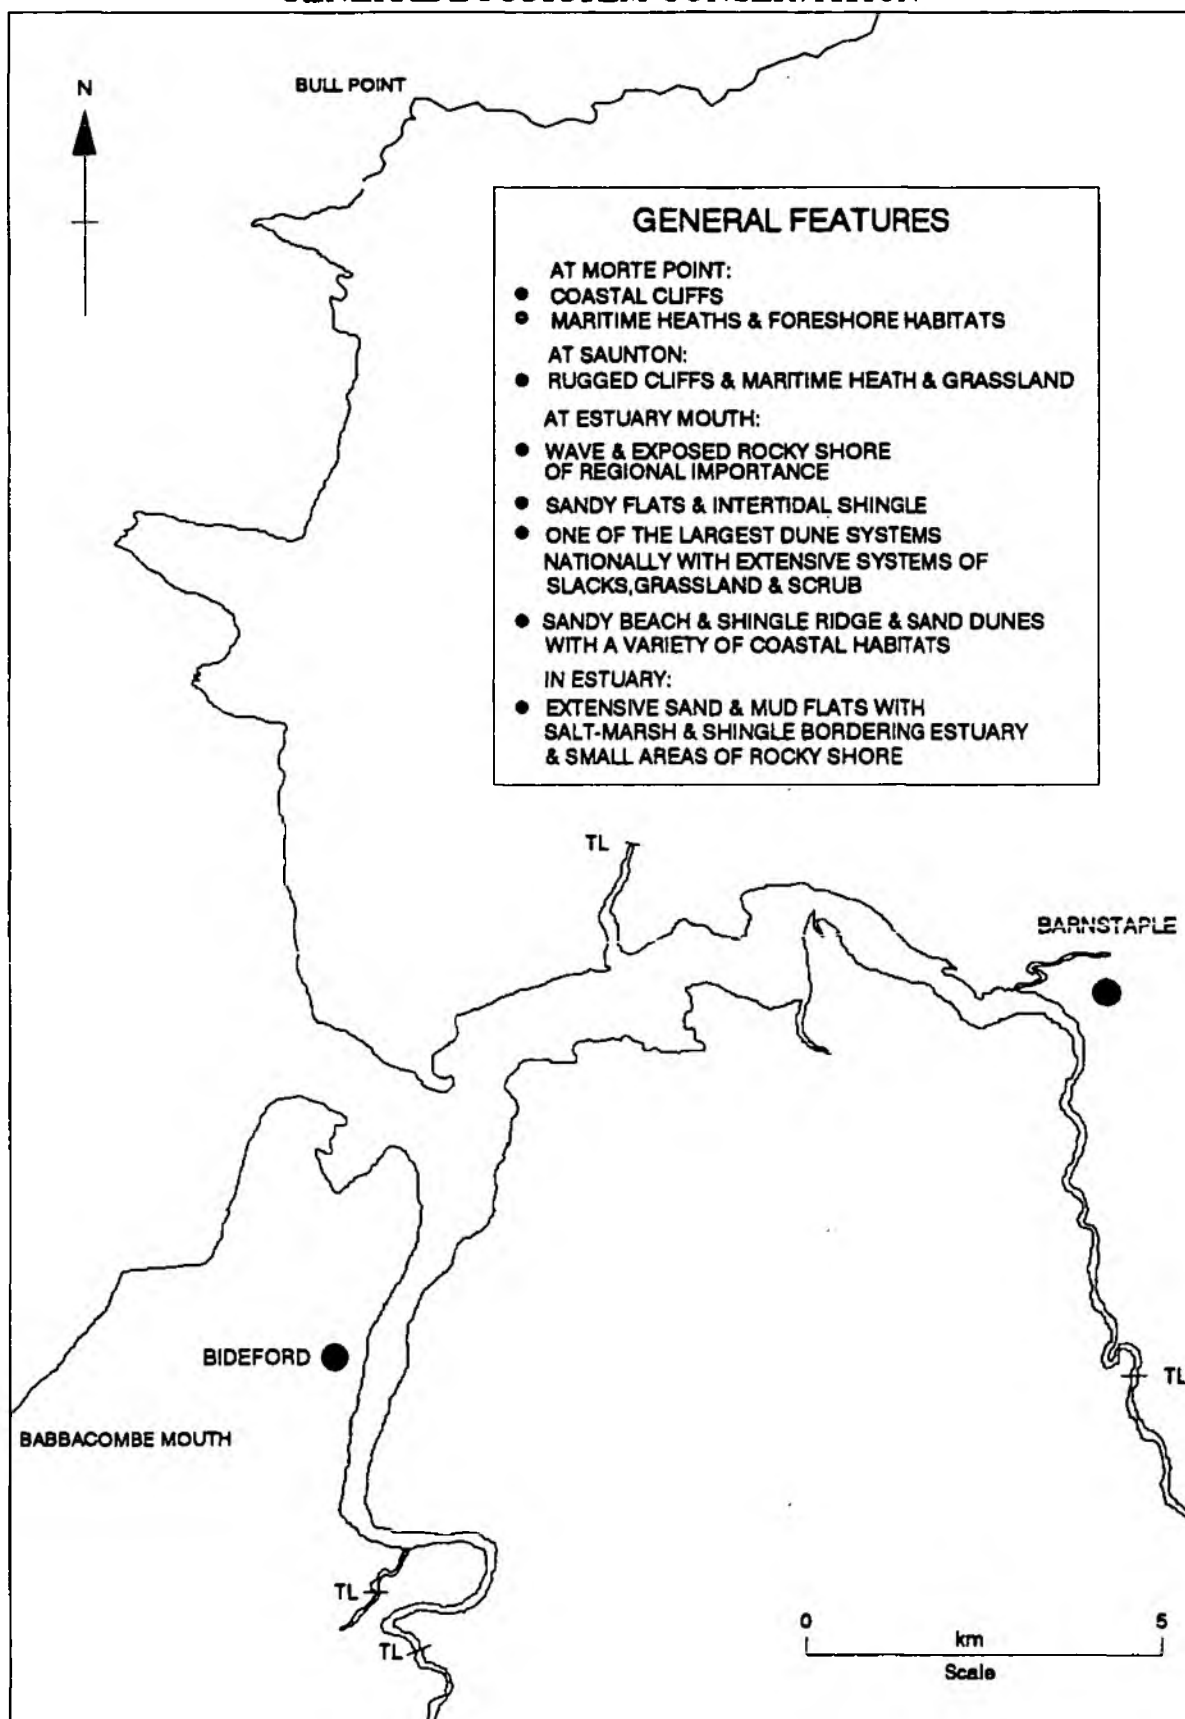 GENERAL ECOSYSTEM CONSERVATION
N
BULL POINT
GENERAL FEATURES
AT MORTE POINT:
● COASTAL CLIFFS
● MARITIME HEATHS & FORESHORE HABITATS
AT SAUNTON:
● RUGGED CLIFFS & MARITIME HEATH & GRASSLAND
AT ESTUARY MOUTH:
● WAVE & EXPOSED ROCKY SHORE
OF REGIONAL IMPORTANCE
● SANDY FLATS & INTERTIDAL SHINGLE
● ONE OF THE LARGEST DUNE SYSTEMS
NATIONALLY WITH EXTENSIVE SYSTEMS OF
SLACKS,GRASSLAND & SCRUB
● SANDY BEACH & SHINGLE RIDGE & SAND DUNES
WITH A VARIETY OF COASTAL HABITATS
IN ESTUARY:
● EXTENSIVE SAND & MUD FLATS WITH
SALT-MARSH & SHINGLE BORDERING ESTUARY
& SMALL AREAS OF ROCKY SHORE
TL
BARNSTAPLE
BIDEFORD
TL
BABBACOMBE MOUTH
TL
TL
0 5
km
Scale